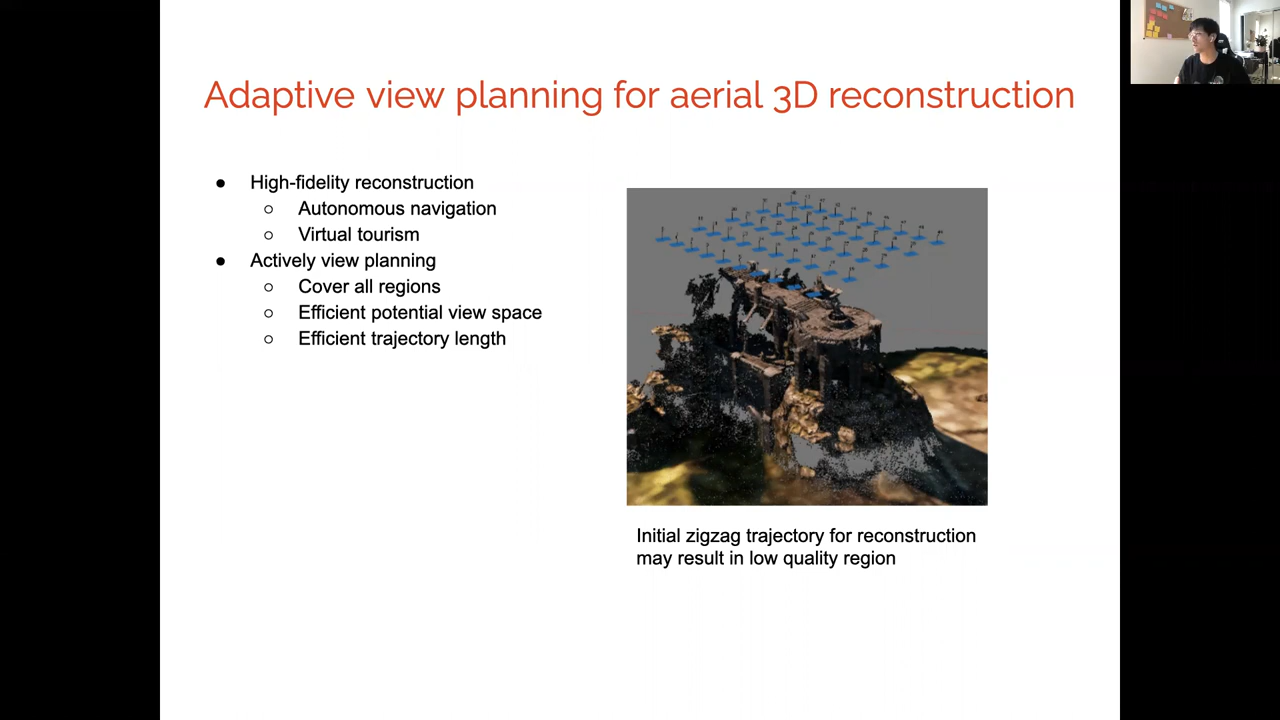 Adaptive view planning for aerial 3D reconstruction
● High-fidelity reconstruction
○ Autonomous navigation
○ Virtual tourism
● Actively view planning
○ Cover all regions
○ Efficient potential view space
○ Efficient trajectory length
Initial zigzag trajectory for reconstruction
may result in low quality region